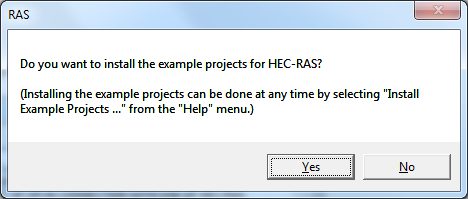 RAS
Do you want to install the example projects for HEC-RAS?
(Installing the example projects can be done at any time by selecting "Install
Example Projects ..." from the "Help" menu.)
Yes
No